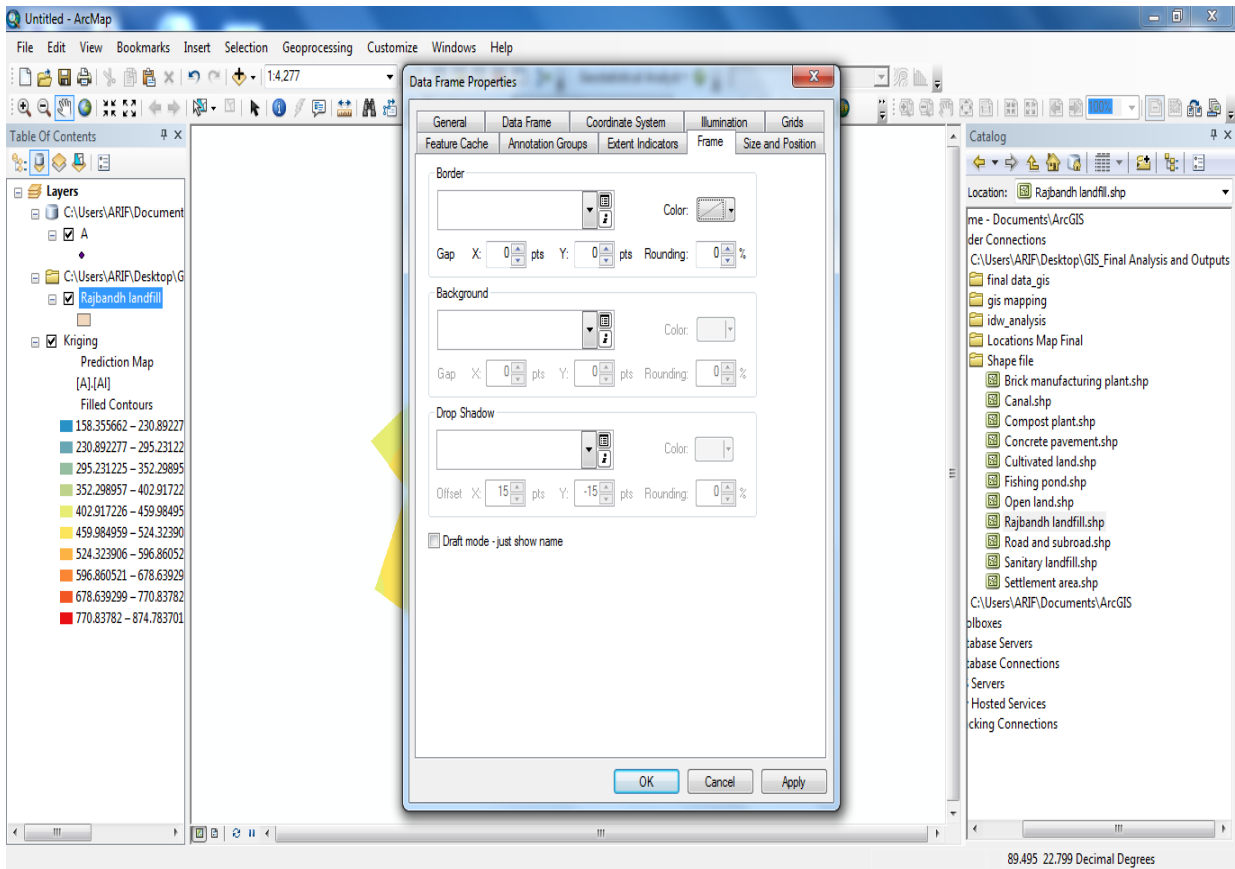 Untitled - ArcMap
File Edit View Bookmarks Insert Selection Geoprocessing Customize Windows Help
1:4,277
100%
Table Of Contents
Layers
C:\Users\ARIF\Document
A
C:\Users\ARIF\Desktop\G
Rajbandh landfill
Kriging
Prediction Map
[A].[Al]
Filled Contours
158.355662 – 230.89227
230.892277 – 295.23122
295.231225 – 352.29895
352.298957 – 402.91722
402.917226 – 459.98495
459.984959 – 524.32390
524.323906 – 596.86052
596.860521 – 678.63929
678.639299 – 770.83782
770.83782 – 874.783701
Data Frame Properties
General Data Frame Coordinate System Illumination Grids
Feature Cache Annotation Groups Extent Indicators Frame Size and Position
Border
Color:
Gap X: 0 pts Y: 0 pts Rounding: 0 %
Background
Color:
Gap X: 0 pts Y: 0 pts Rounding: 0 %
Drop Shadow
Color:
Offset X: 15 pts Y: -15 pts Rounding: 0 %
Draft mode - just show name
OK Cancel Apply
Catalog
Location: Rajbandh landfill.shp
me - Documents\ArcGIS
der Connections
C:\Users\ARIF\Desktop\GIS_Final Analysis and Outputs
final data_gis
gis mapping
idw_analysis
Locations Map Final
Shape file
Brick manufacturing plant.shp
Canal.shp
Compost plant.shp
Concrete pavement.shp
Cultivated land.shp
Fishing pond.shp
Open land.shp
Rajbandh landfill.shp
Road and subroad.shp
Sanitary landfill.shp
Settlement area.shp
C:\Users\ARIF\Documents\ArcGIS
olboxes
tabase Servers
tabase Connections
Servers
Hosted Services
cking Connections
89.495 22.799 Decimal Degrees